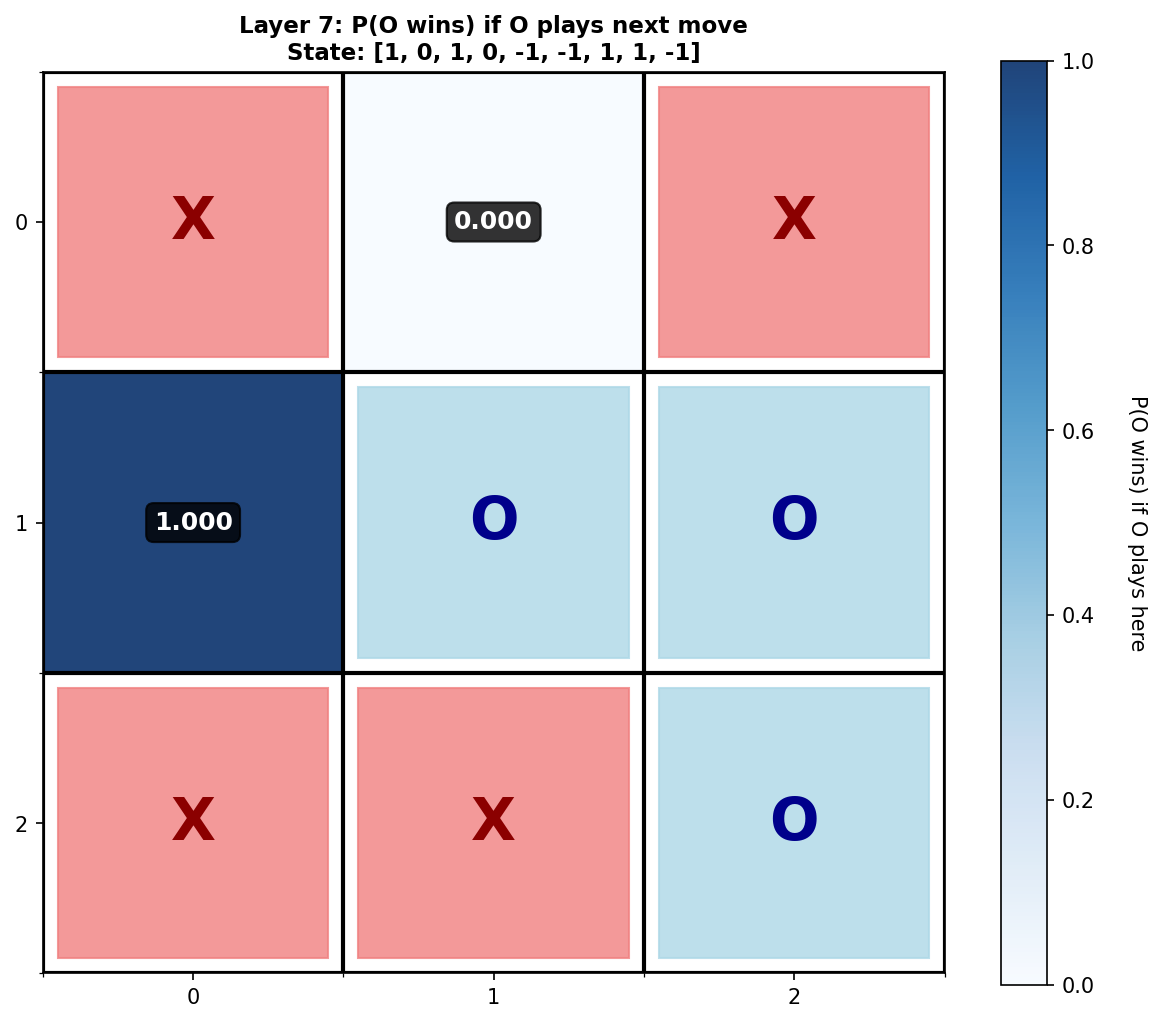 Layer 7: P(O wins) if O plays next move
State: [1, 0, 1, 0, -1, -1, 1, 1, -1]
0
X
0.000
X
1
1.000
O
O
2
X
X
O
0
1
2
1.0
0.8
0.6
0.4
0.2
0.0
P(O wins) if O plays here